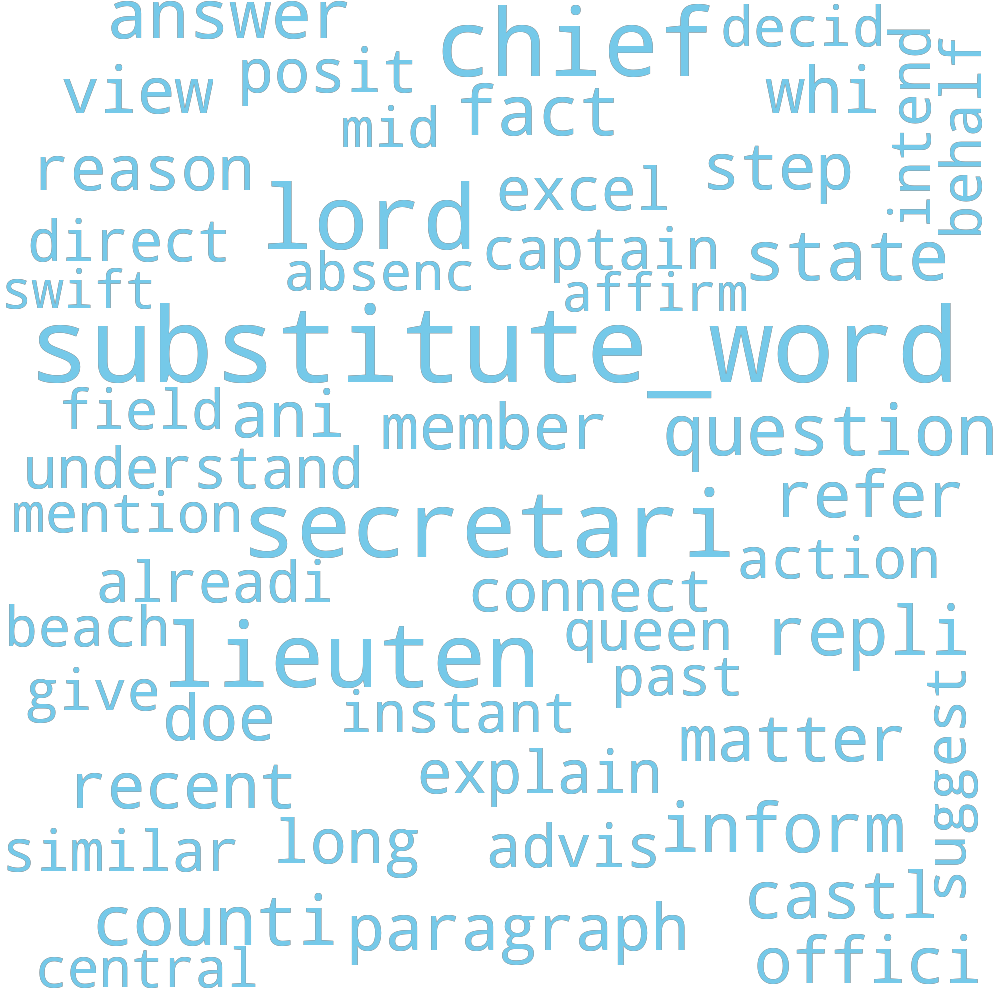 answer
chief
decid
view
posit
whi
intend
behalf
mid
fact
reason
step
lord
excel
direct
captain
state
absenc
swift
affirm
substitute_word
field
ani
member
question
understand
mention
refer
secretari
action
alreadi
connect
beach
lieuten
queen
repli
give
past
suggest
doe
instant
matter
recent
explain
similar
long
advis
inform
castl
counti
paragraph
central
offici